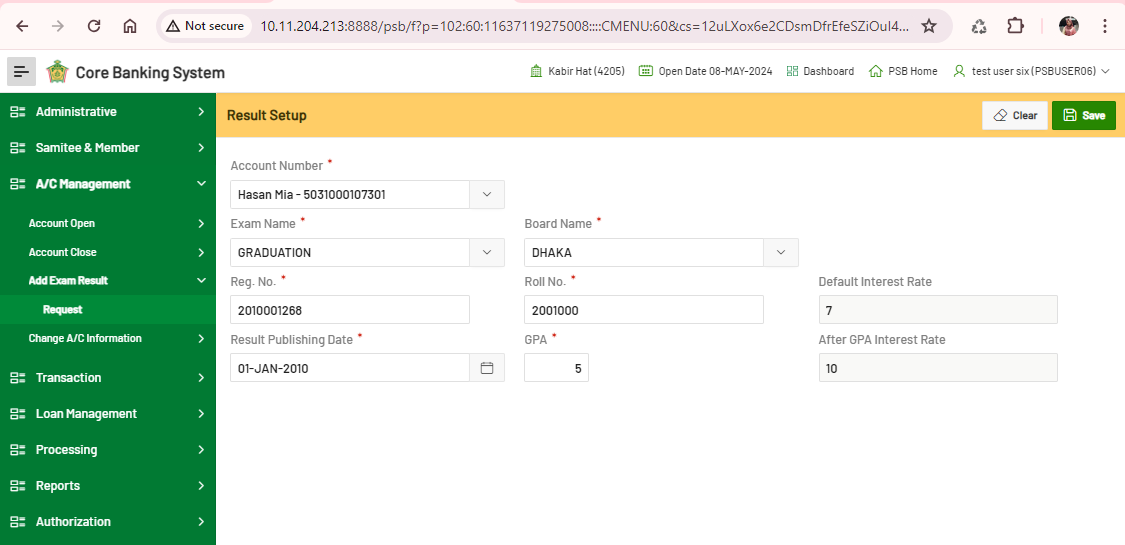 Not secure 10.11.204.213:8888/psb/f?p=102:60:11637119275008::::CMENU:60&cs=12uLXox6e2CDsmDfrEfeSZiOuI4...
Core Banking System Kabir Hat (4205) Open Date 08-MAY-2024 Dashboard PSB Home test user six (PSBUSER06)
Administrative
Samitee & Member
A/C Management
Account Open
Account Close
Add Exam Result
Request
Change A/C Information
Transaction
Loan Management
Processing
Reports
Authorization
Result Setup Clear Save
Account Number *
Hasan Mia - 5031000107301
Exam Name * Board Name *
GRADUATION DHAKA
Reg. No. * Roll No. * Default Interest Rate
2010001268 2001000 7
Result Publishing Date * GPA * After GPA Interest Rate
01-JAN-2010 5 10